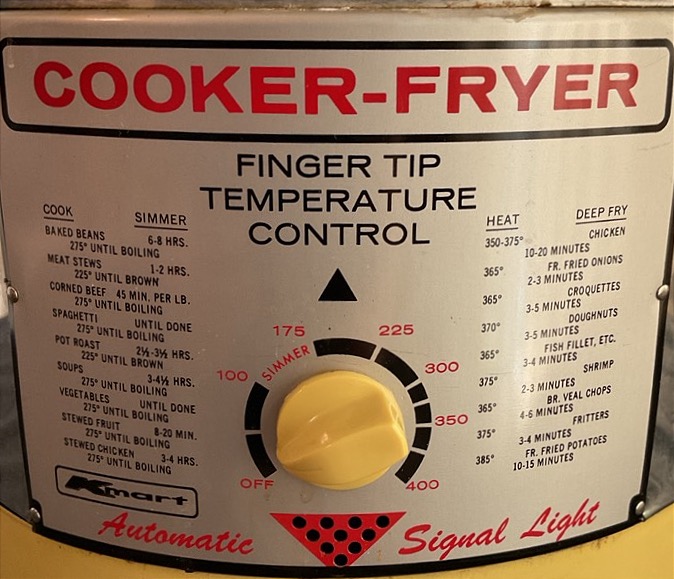 COOKER-FRYER
FINGER TIP
TEMPERATURE
CONTROL
COOK SIMMER
BAKED BEANS 6-8 HRS.
275° UNTIL BOILING
MEAT STEWS 1-2 HRS.
225° UNTIL BROWN
CORNED BEEF 45 MIN. PER LB.
275° UNTIL BOILING
SPAGHETTI UNTIL DONE
275° UNTIL BOILING
POT ROAST 2½-3½ HRS.
225° UNTIL BROWN
SOUPS 3-4½ HRS.
275° UNTIL BOILING
VEGETABLES UNTIL DONE
275° UNTIL BOILING
STEWED FRUIT 8-20 MIN.
275° UNTIL BOILING
STEWED CHICKEN 3-4 HRS.
275° UNTIL BOILING
HEAT DEEP FRY
CHICKEN
350-375° 10-20 MINUTES
FR. FRIED ONIONS
365° 2-3 MINUTES
CROQUETTES
365° 3-5 MINUTES
DOUGHNUTS
370° 3-5 MINUTES
FISH FILLET, ETC.
365° 3-4 MINUTES
SHRIMP
375° 2-3 MINUTES
BR. VEAL CHOPS
365° 4-6 MINUTES
FRITTERS
375° 3-4 MINUTES
FR. FRIED POTATOES
385° 10-15 MINUTES
OFF
100
SIMMER
175
225
300
350
400
Kmart
Automatic Signal Light